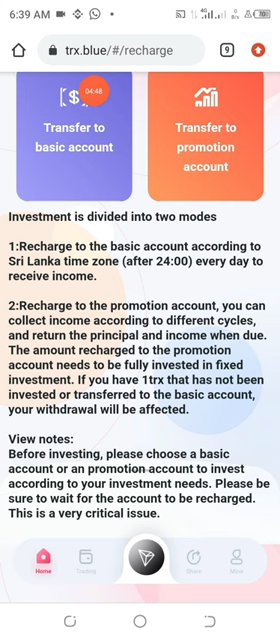 6:39 AM
4G
10
trx.blue/#/recharge
9
04:48
Transfer to
basic account
Transfer to
promotion
account
Investment is divided into two modes
1:Recharge to the basic account according to
Sri Lanka time zone (after 24:00) every day to
receive income.
2:Recharge to the promotion account, you can
collect income according to different cycles,
and return the principal and income when due.
The amount recharged to the promotion
account needs to be fully invested in fixed
investment. If you have 1trx that has not been
invested or transferred to the basic account,
your withdrawal will be affected.
View notes:
Before investing, please choose a basic
account or an promotion account to invest
according to your investment needs. Please be
sure to wait for the account to be recharged.
This is a very critical issue.
Home
Trading
Share
Mine